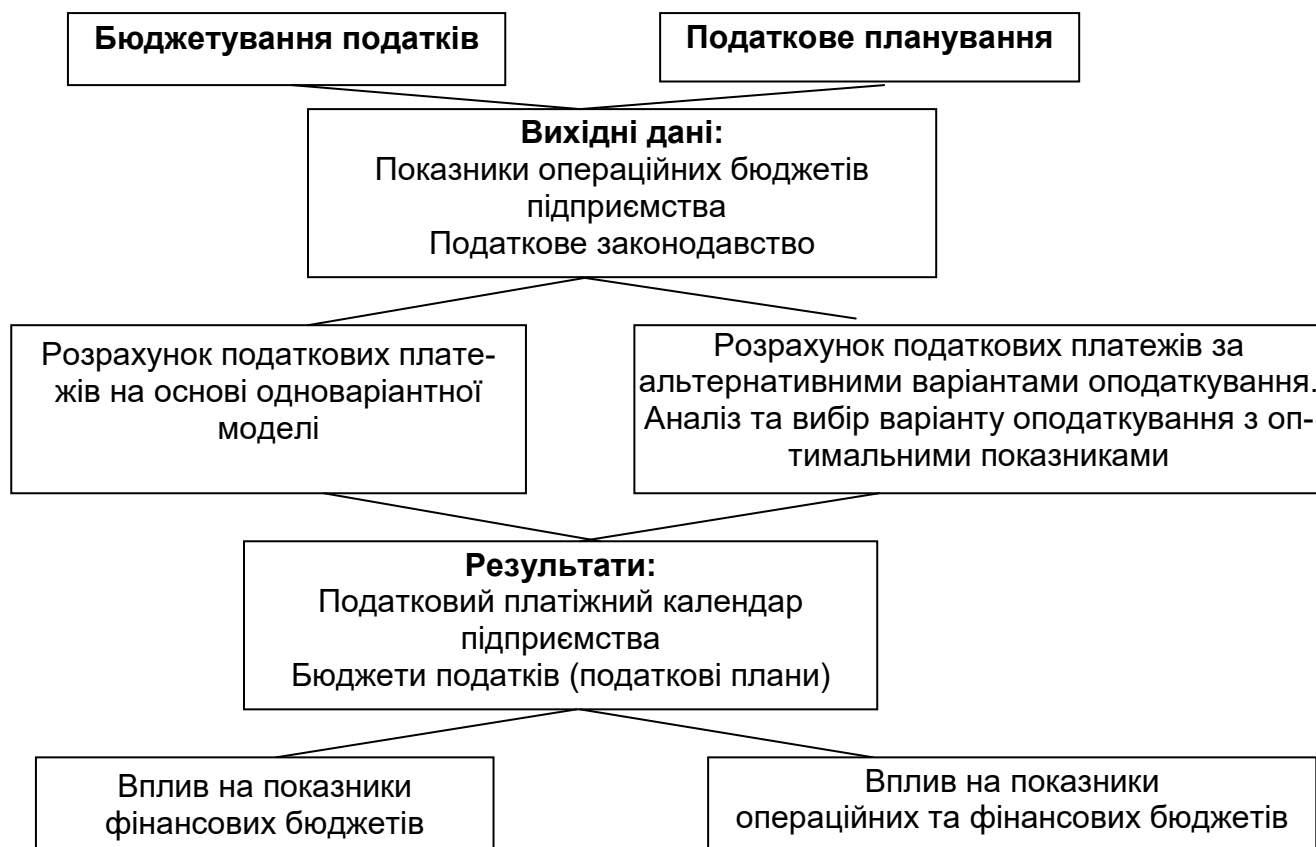 Бюджетування податків
Податкове планування
Вихідні дані:
Показники операційних бюджетів
підприємства
Податкове законодавство
Розрахунок податкових плате-
жів на основі одноваріантної
моделі
Розрахунок податкових платежів за
альтернативними варіантами оподаткування.
Аналіз та вибір варіанту оподаткування з оп-
тимальними показниками
Результати:
Податковий платіжний календар
підприємства
Бюджети податків (податкові плани)
Вплив на показники
фінансових бюджетів
Вплив на показники
операційних та фінансових бюджетів